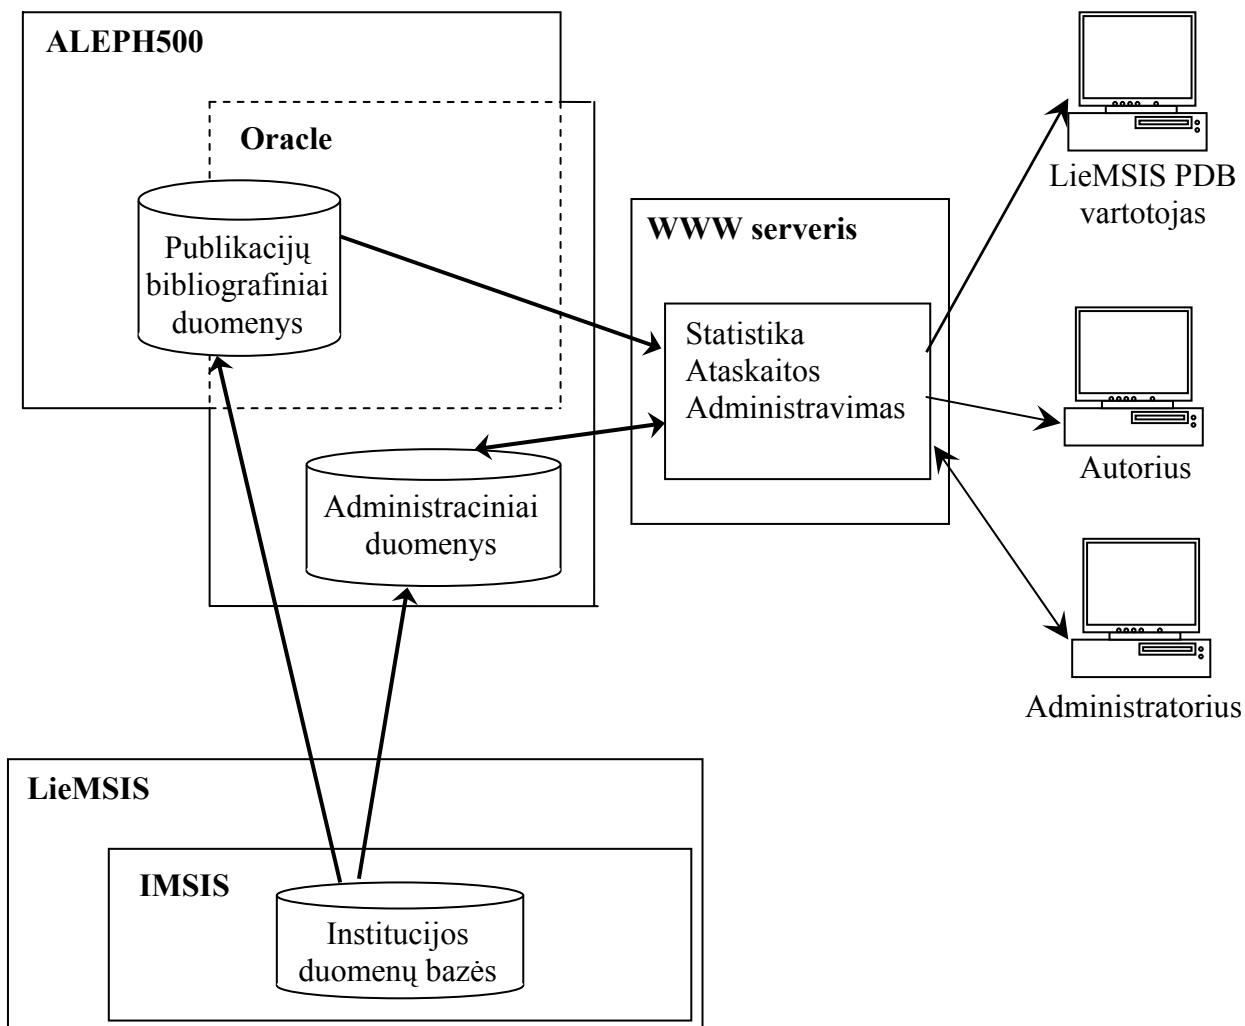 ALEPH500
Oracle
Publikacijų
bibliografiniai
duomenys
Administraciniai
duomenys
WWW serveris
Statistika
Ataskaitos
Administravimas
LieMSIS PDB
vartotojas
Autorius
Administratorius
LieMSIS
IMSIS
Institucijos
duomenų bazės